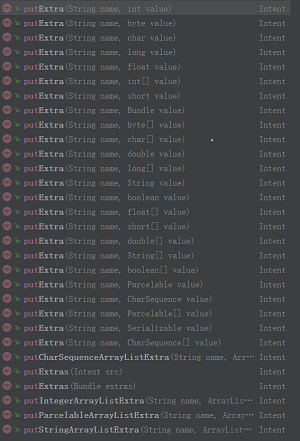 putExtra(String name, int value) Intent
putExtra(String name, byte value) Intent
putExtra(String name, char value) Intent
putExtra(String name, long value) Intent
putExtra(String name, float value) Intent
putExtra(String name, int[] value) Intent
putExtra(String name, short value) Intent
putExtra(String name, Bundle value) Intent
putExtra(String name, byte[] value) Intent
putExtra(String name, char[] value) Intent
putExtra(String name, double value) Intent
putExtra(String name, long[] value) Intent
putExtra(String name, String value) Intent
putExtra(String name, boolean value) Intent
putExtra(String name, float[] value) Intent
putExtra(String name, short[] value) Intent
putExtra(String name, double[] value) Intent
putExtra(String name, String[] value) Intent
putExtra(String name, boolean[] value) Intent
putExtra(String name, Parcelable value) Intent
putExtra(String name, CharSequence value) Intent
putExtra(String name, Parcelable[] value) Intent
putExtra(String name, Serializable value) Intent
putExtra(String name, CharSequence[] value) Intent
putCharSequenceArrayListExtra(String name, Arr… Intent
putExtras(Intent src) Intent
putExtras(Bundle extras) Intent
putIntegerArrayListExtra(String name, ArrayLis… Intent
putParcelableArrayListExtra(String name, Array… Intent
putStringArrayListExtra(String name, ArrayList… Intent